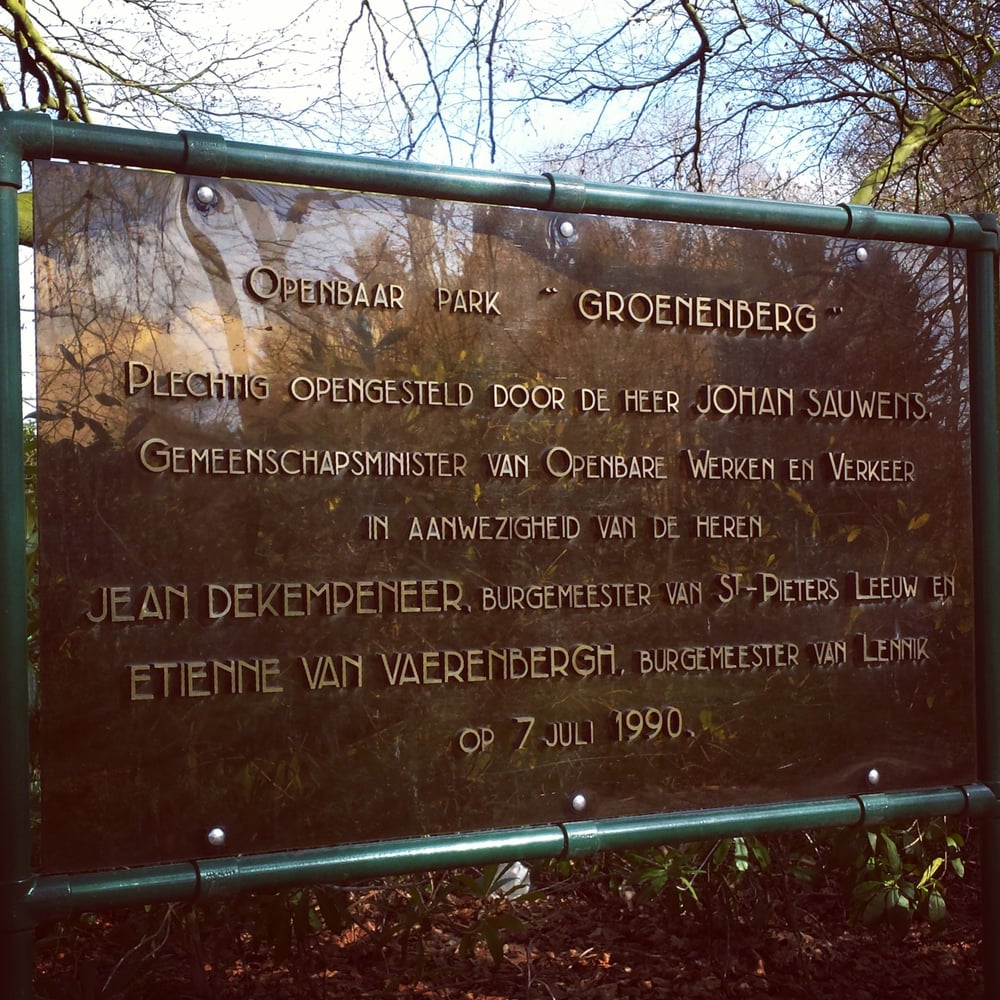 Openbaar park "GROENENBERG"
Plechtig opengesteld door de heer JOHAN SAUWENS,
Gemeenschapsminister van Openbare Werken en Verkeer
in aanwezigheid van de heren
JEAN DEKEMPENEER, burgemeester van St-Pieters Leeuw en
ETIENNE VAN VAERENBERGH, burgemeester van Lennik
op 7 juli 1990.